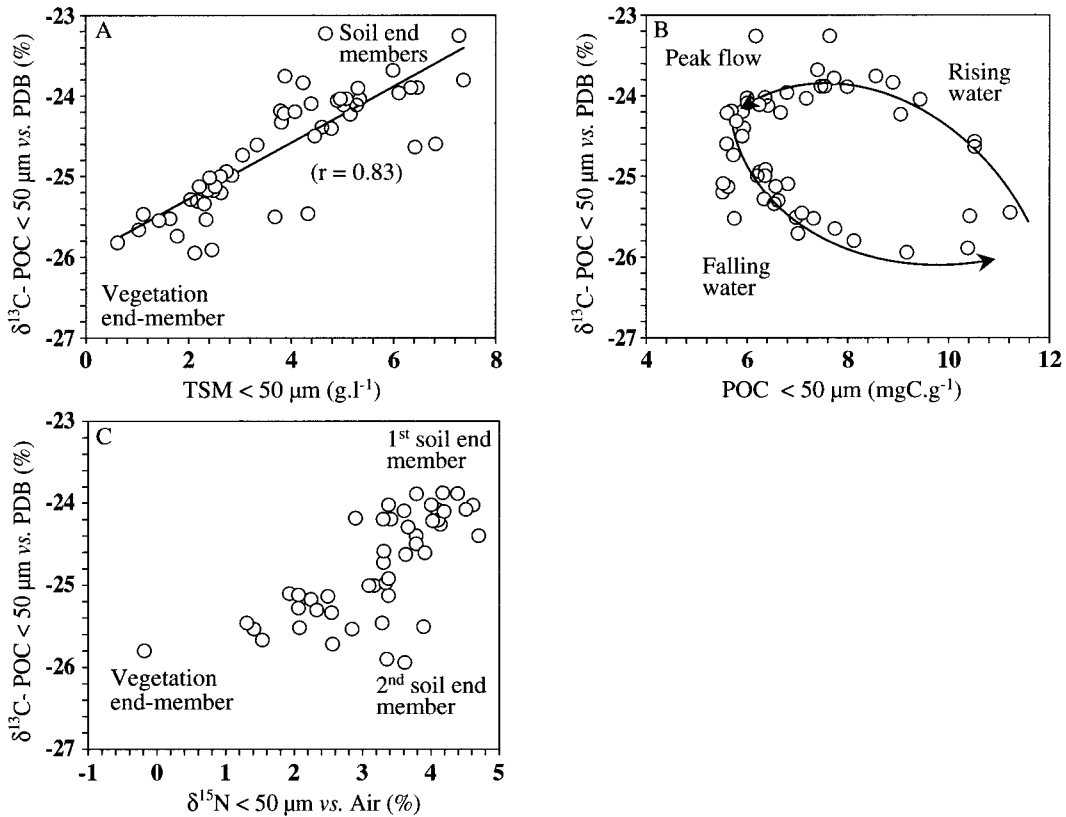 A
Soil end
members
(r = 0.83)
Vegetation
end-member
-23
-24
-25
-26
-27
0
2
4
6
8
δ¹³C- POC < 50 µm vs. PDB (%)
TSM < 50 µm (g.l⁻¹)
B
Peak flow
Rising
water
Falling
water
-23
-24
-25
-26
-27
4
6
8
10
12
δ¹³C- POC < 50 µm vs. PDB (%)
POC < 50 µm (mgC.g⁻¹)
C
1ˢᵗ soil end
member
Vegetation
end-member
2ⁿᵈ soil end
member
-23
-24
-25
-26
-27
-1
0
1
2
3
4
5
δ¹³C- POC < 50 µm vs. PDB (%)
δ¹⁵N < 50 µm vs. Air (%)